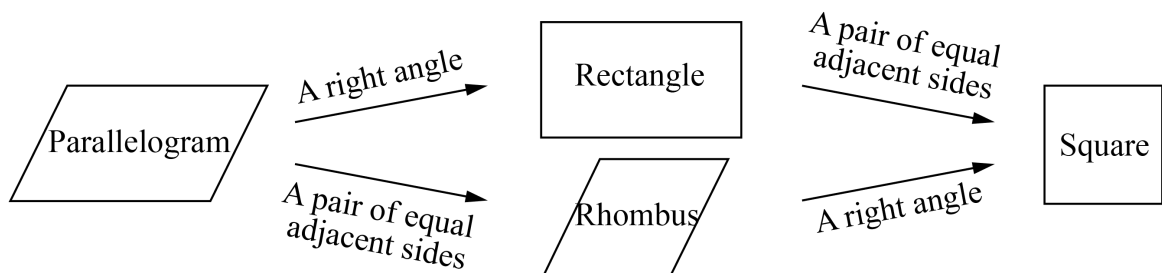 Parallelogram
A right angle
A pair of equal
adjacent sides
Rectangle
Rhombus
A pair of equal
adjacent sides
A right angle
Square